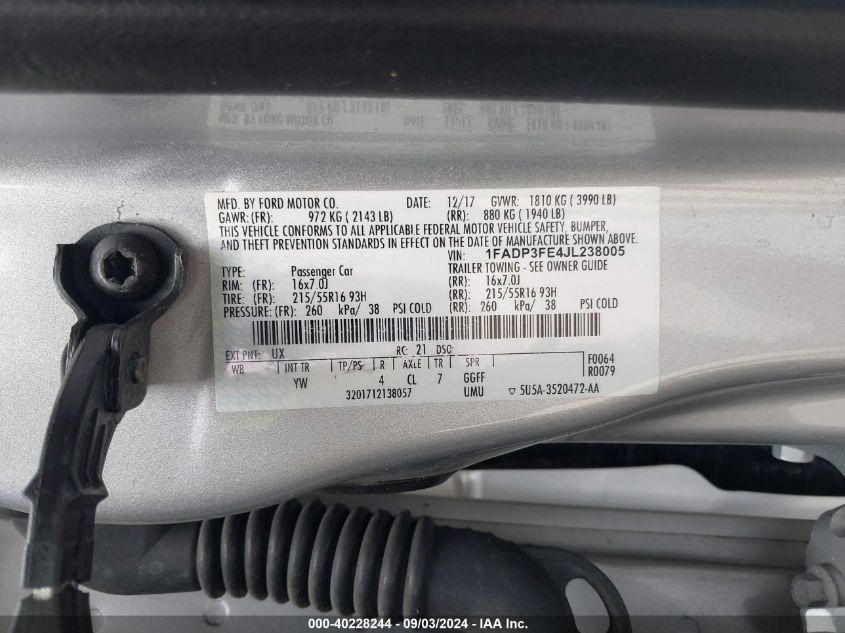 MFD. BY FORD MOTOR CO. DATE: 12/17 GVWR: 1810 KG ( 3990 LB)
GAWR: (FR): 972 KG ( 2143 LB) (RR): 880 KG ( 1940 LB)
THIS VEHICLE CONFORMS TO ALL APPLICABLE FEDERAL MOTOR VEHICLE SAFETY, BUMPER,
AND THEFT PREVENTION STANDARDS IN EFFECT ON THE DATE OF MANUFACTURE SHOWN ABOVE.
VIN: 1FADP3FE4JL238005
TYPE: Passenger Car TRAILER TOWING - SEE OWNER GUIDE
RIM: (FR): 16x7.0J (RR): 16x7.0J
TIRE: (FR): 215/55R16 93H (RR): 215/55R16 93H
PRESSURE: (FR): 260 kPa/ 38 PSI COLD (RR): 260 kPa/ 38 PSI COLD
EXT PNT: UX RC: 21 DSO:
WB INT TR TP/PS R AXLE TR SPR F0064
R0079
YW 4 CL 7 GGFF
3201712138057 UMU ▽ 5U5A-3520472-AA
000-40228244 - 09/03/2024 - IAA Inc.